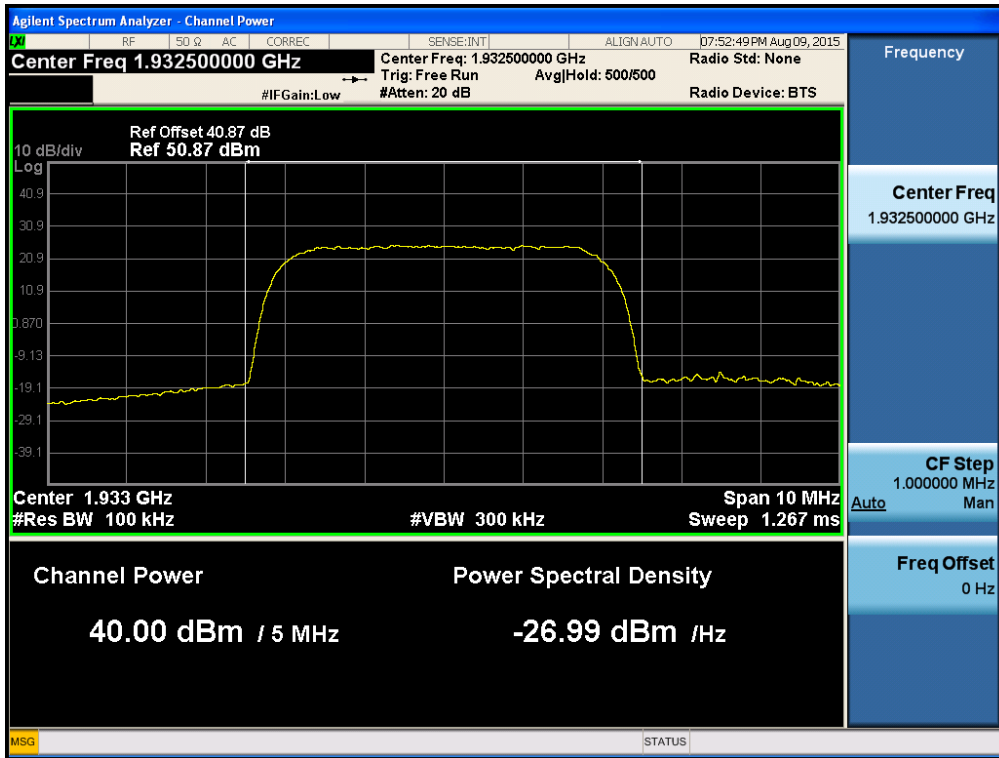 Agilent Spectrum Analyzer - Channel Power
LXI RF 50 Ω AC CORREC SENSE:INT ALIGN AUTO 07:52:49 PM Aug 09, 2015
Center Freq 1.932500000 GHz
Center Freq: 1.932500000 GHz Radio Std: None
Trig: Free Run Avg|Hold: 500/500
#IFGain:Low #Atten: 20 dB Radio Device: BTS
Frequency
Ref Offset 40.87 dB
10 dB/div Ref 50.87 dBm
Log
40.9
30.9
20.9
10.9
0.870
-9.13
-19.1
-29.1
-39.1
Center 1.933 GHz Span 10 MHz
#Res BW 100 kHz #VBW 300 kHz Sweep 1.267 ms
Channel Power Power Spectral Density
40.00 dBm / 5 MHz -26.99 dBm /Hz
Center Freq
1.932500000 GHz
CF Step
1.000000 MHz
Auto Man
Freq Offset
0 Hz
MSG STATUS